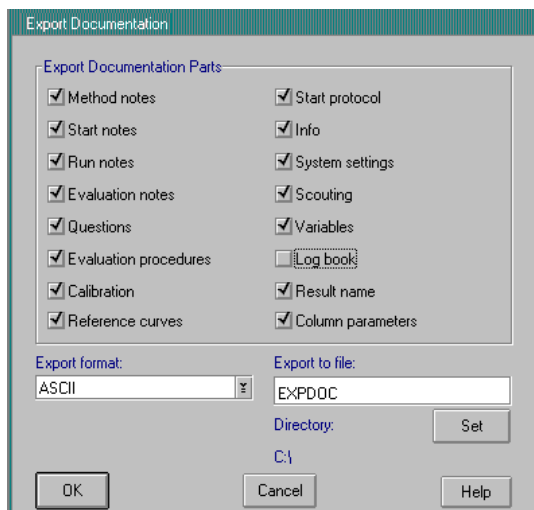 Export Documentation
Export Documentation Parts
Method notes
Start protocol
Start notes
Info
Run notes
System settings
Evaluation notes
Scouting
Questions
Variables
Evaluation procedures
Log book
Calibration
Result name
Reference curves
Column parameters
Export format:
Export to file:
ASCII
EXPDOC
Directory:
Set
C:\
OK
Cancel
Help